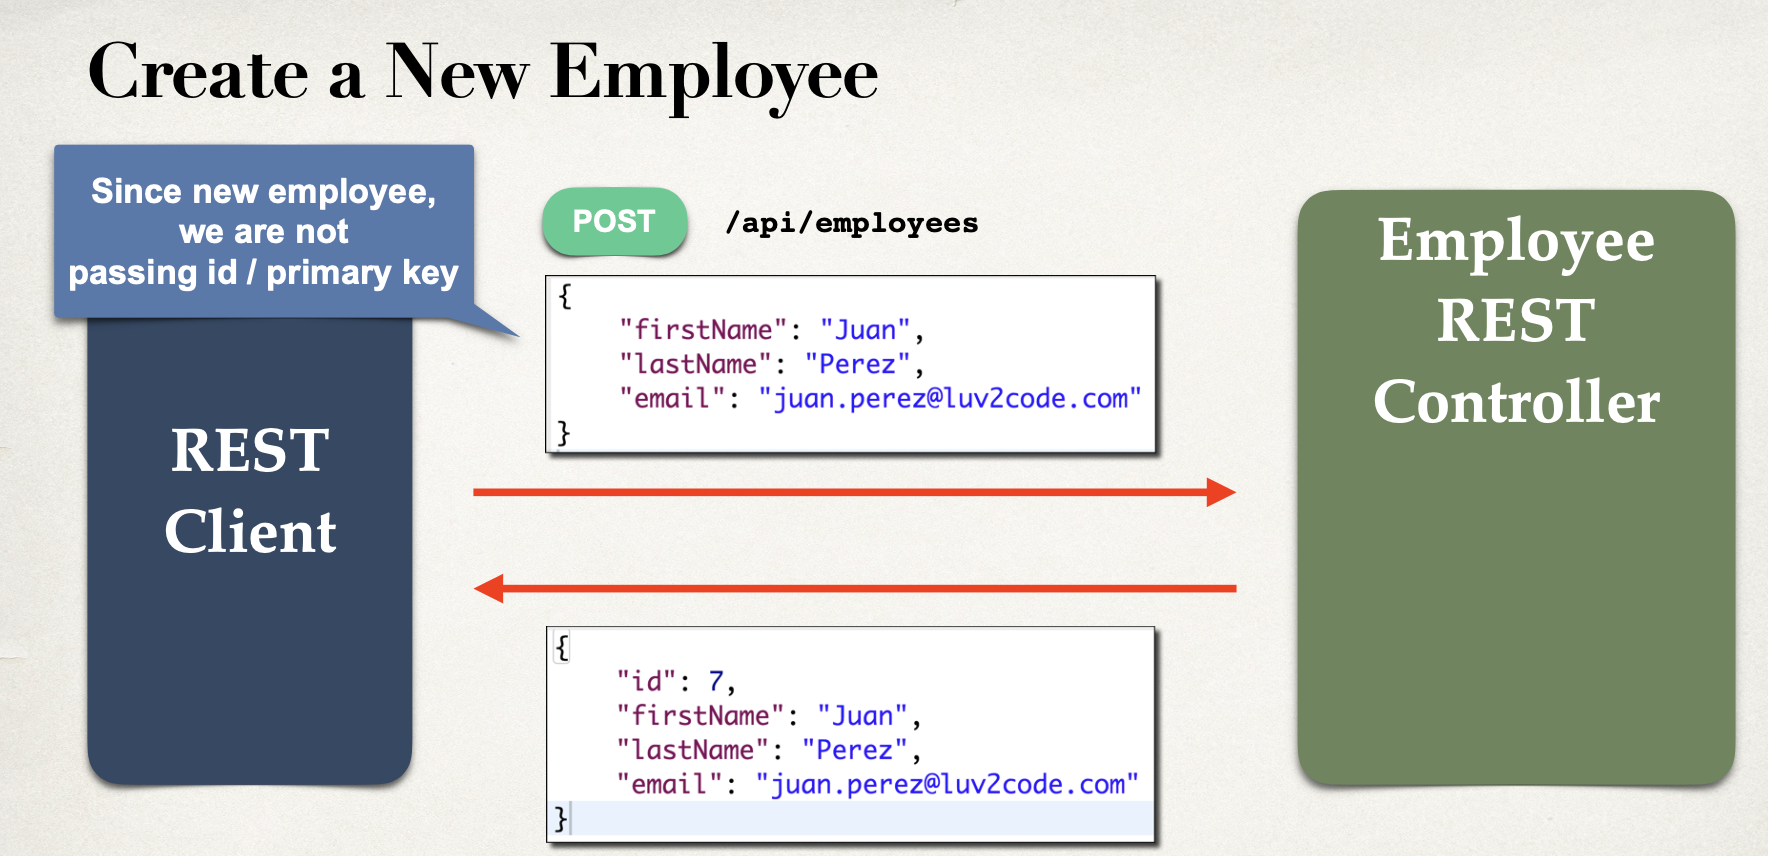 Create a New Employee
Since new employee,
we are not
passing id / primary key
REST
Client
POST /api/employees
{
"firstName": "Juan",
"lastName": "Perez",
"email": "juan.perez@luv2code.com"
}
{
"id": 7,
"firstName": "Juan",
"lastName": "Perez",
"email": "juan.perez@luv2code.com"
}
Employee
REST
Controller